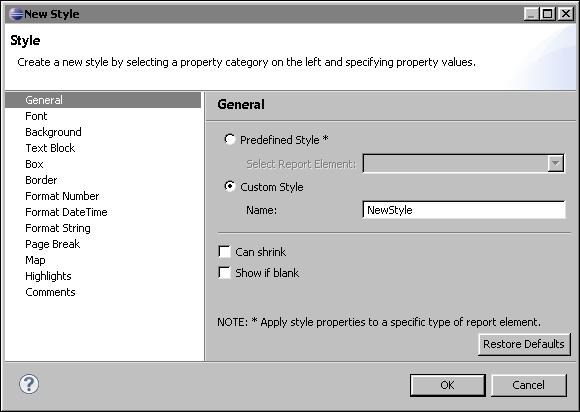 New Style
Style
Create a new style by selecting a property category on the left and specifying property values.
General
Font
Background
Text Block
Box
Border
Format Number
Format DateTime
Format String
Page Break
Map
Highlights
Comments
General
Predefined Style *
Select Report Element:
Custom Style
Name: NewStyle
Can shrink
Show if blank
NOTE: * Apply style properties to a specific type of report element.
Restore Defaults
? OK Cancel